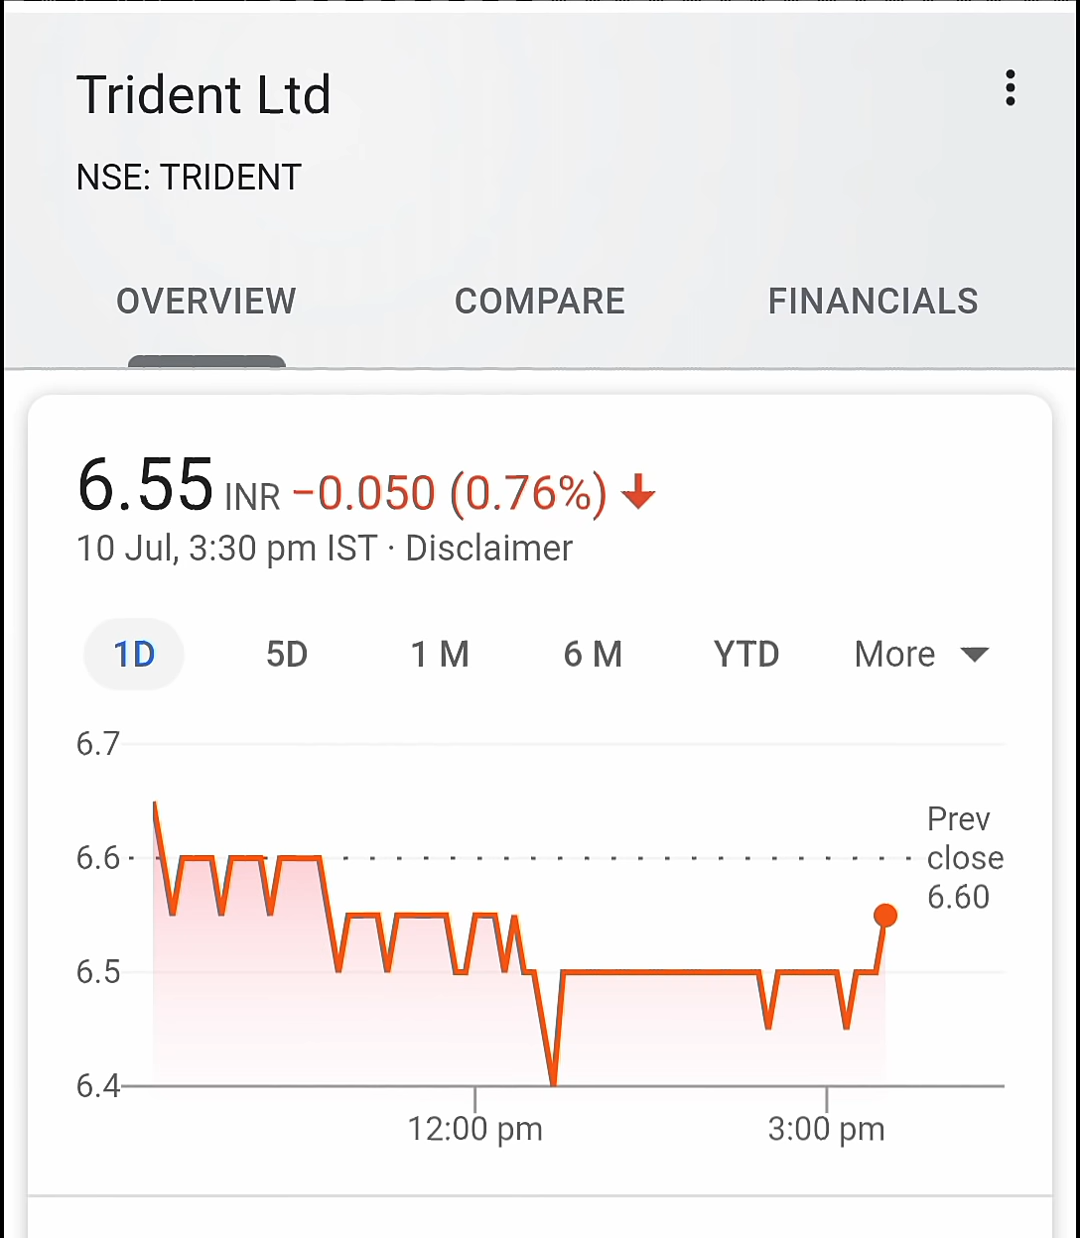 Trident Ltd
NSE: TRIDENT
OVERVIEW COMPARE FINANCIALS
6.55 INR −0.050 (0.76%)
10 Jul, 3:30 pm IST · Disclaimer
1D 5D 1 M 6 M YTD More
6.7
Prev
6.6 close
6.60
6.5
6.4
12:00 pm 3:00 pm